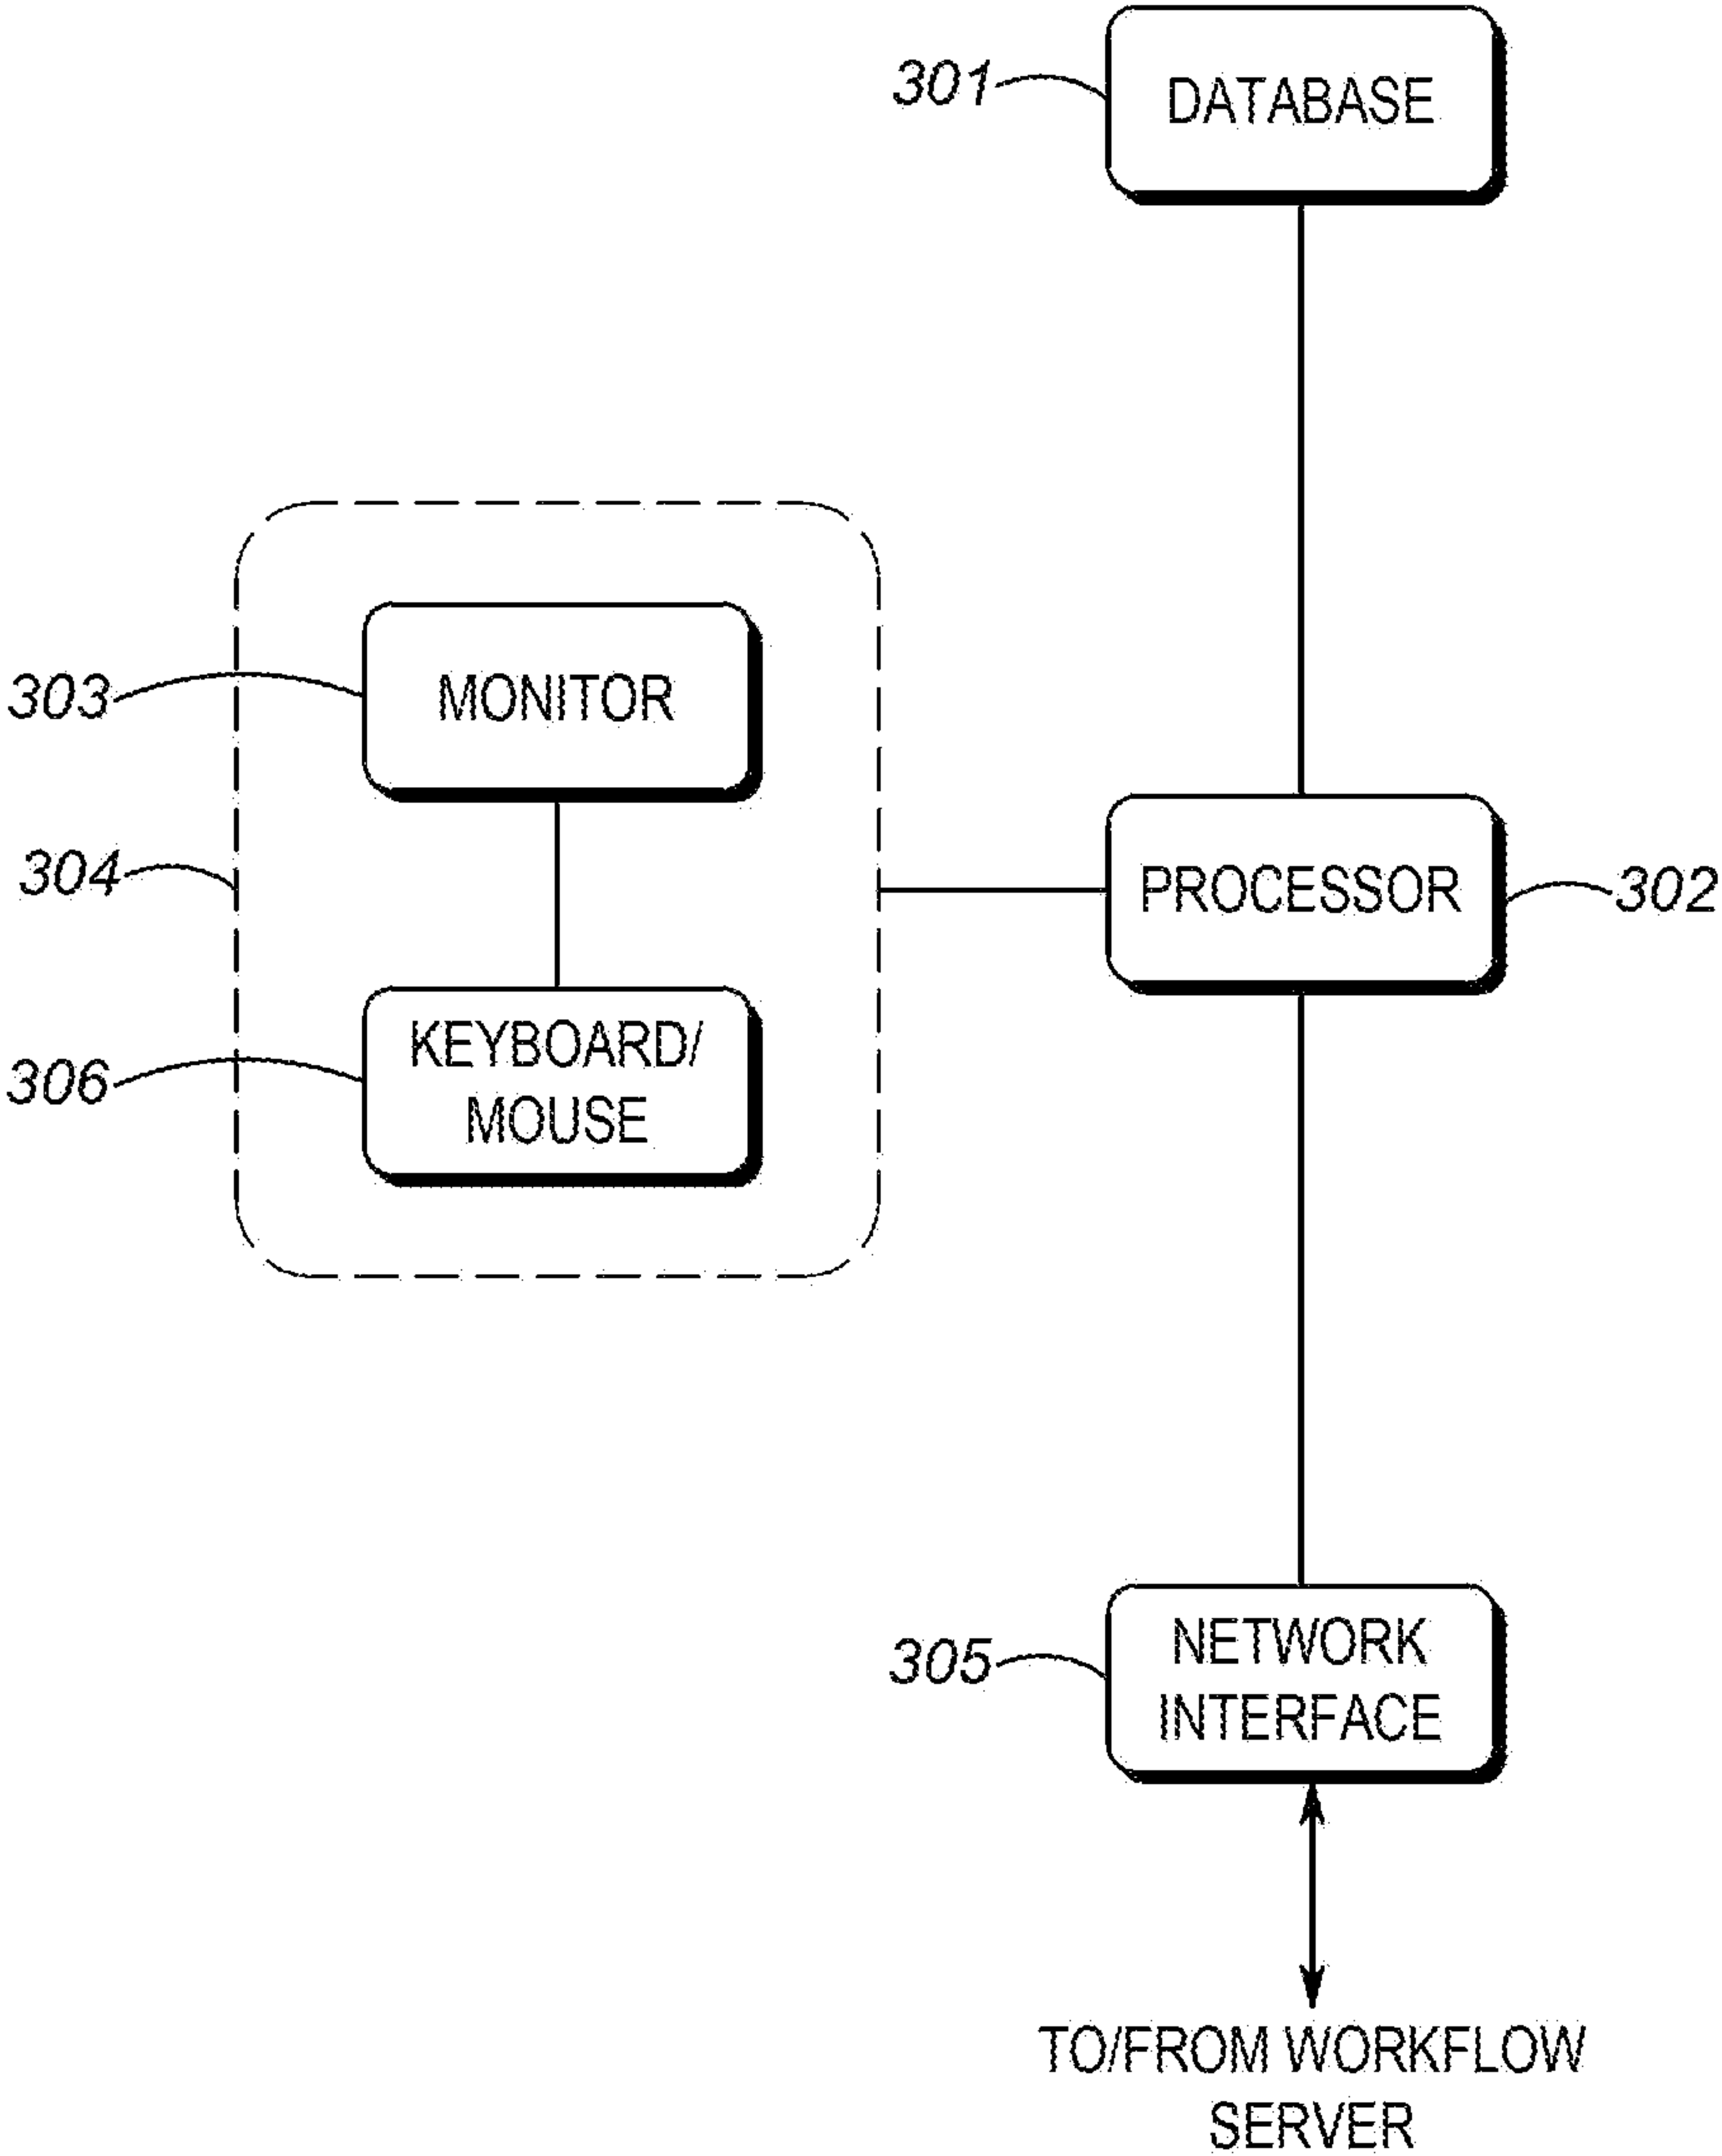 301
DATABASE
303
MONITOR
304
PROCESSOR
302
306
KEYBOARD/
MOUSE
305
NETWORK
INTERFACE
TO/FROM WORKFLOW
SERVER